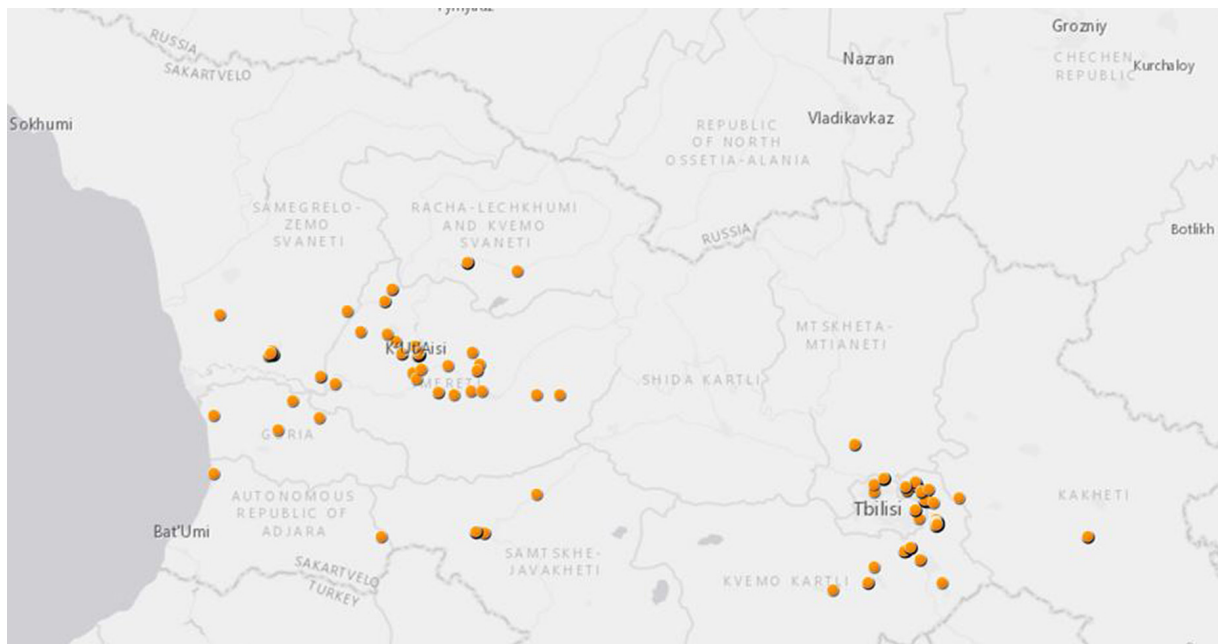 Grozniy
CHECHEN
REPUBLIC
Kurchaloy
RUSSIA
SAKARTVELO
Nazran
Sokhumi
REPUBLIC
OF NORTH
OSSETIA-ALANIA
Vladikavkaz
SAMEGRELO-
ZEMO
SVANETI
RACHA-LECHKHUMI
AND KVEMO
SVANETI
RUSSIA
Botlikh
MTSKHETA-
MTIANETI
SHIDA KARTLI
GURIA
AUTONOMOUS
REPUBLIC OF
ADJARA
Bat'Umi
Tbilisi
KAKHETI
SAMTSKHE-
JAVAKHETI
KVEMO KARTLI
SAKARTVELO
TURKEY